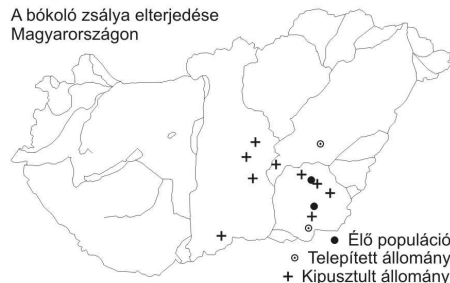 A bókoló zsálya elterjedése
Magyarországon
Élő populáció
Telepített állomány
Kipusztult állomány